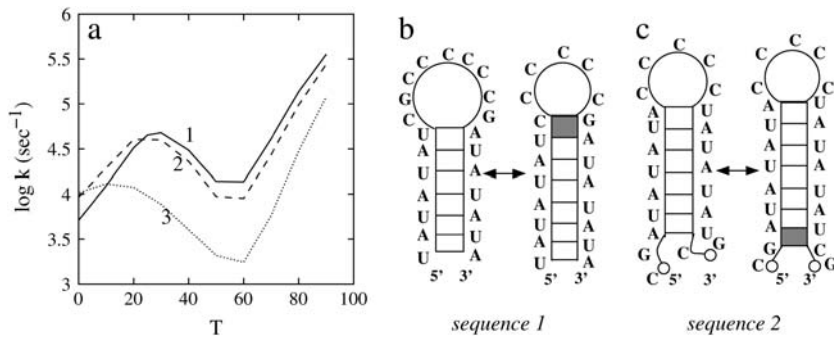 a
6
5.5
5
4.5
4
3.5
3
log k (sec⁻¹)
0 20 40 60 80 100
T
1
2
3
b
C G C C C C C C C G
U A U A U A U
A U A U A U A
5' 3'
C C C C C C
C U A U A U A U
G A U A U A U A
5' 3'
sequence 1
c
C C C C C C
A U A U A U A G C
U A U A U A U G C
5' 3'
C C C C C C
A U A U A U A G C
U A U A U A U C G
5' 3'
sequence 2